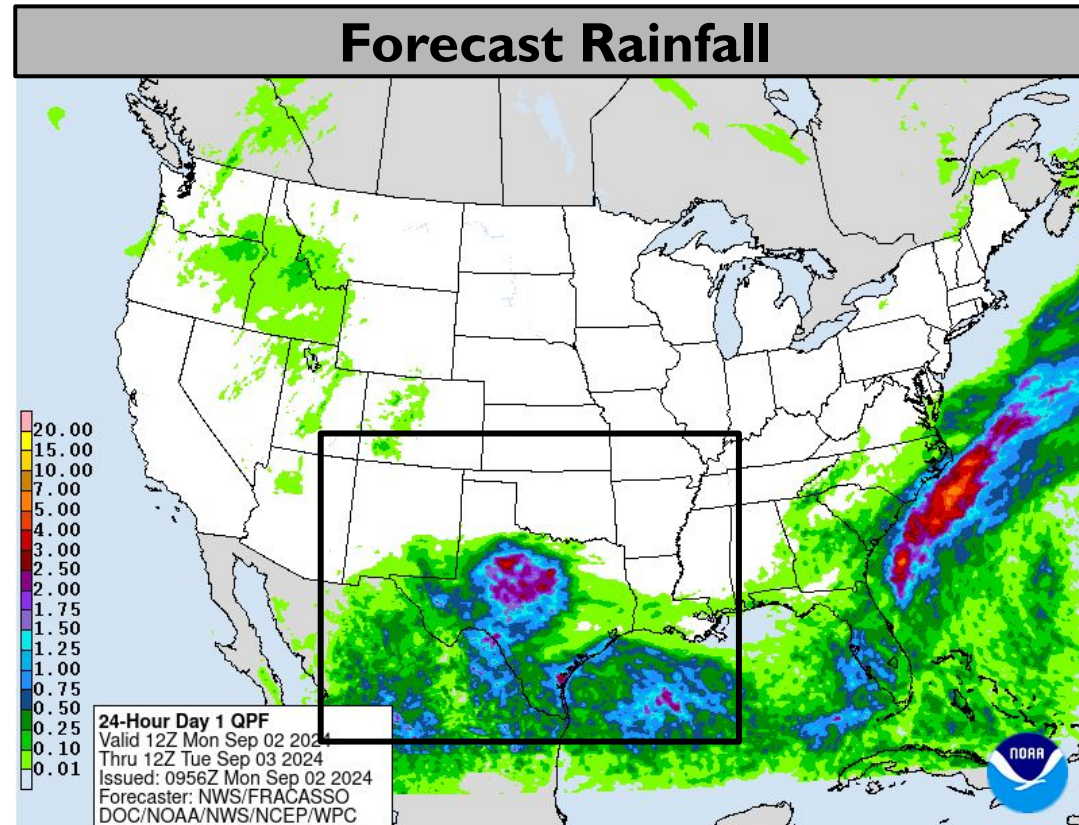 Forecast Rainfall
20.00
15.00
10.00
7.00
5.00
4.00
3.00
2.50
2.00
1.75
1.50
1.25
1.00
0.75
0.50
0.25
0.10
0.01
24-Hour Day 1 QPF
Valid 12Z Mon Sep 02 2024
Thru 12Z Tue Sep 03 2024
Issued: 0956Z Mon Sep 02 2024
Forecaster: NWS/FRACASSO
DOC/NOAA/NWS/NCEP/WPC
NOAA